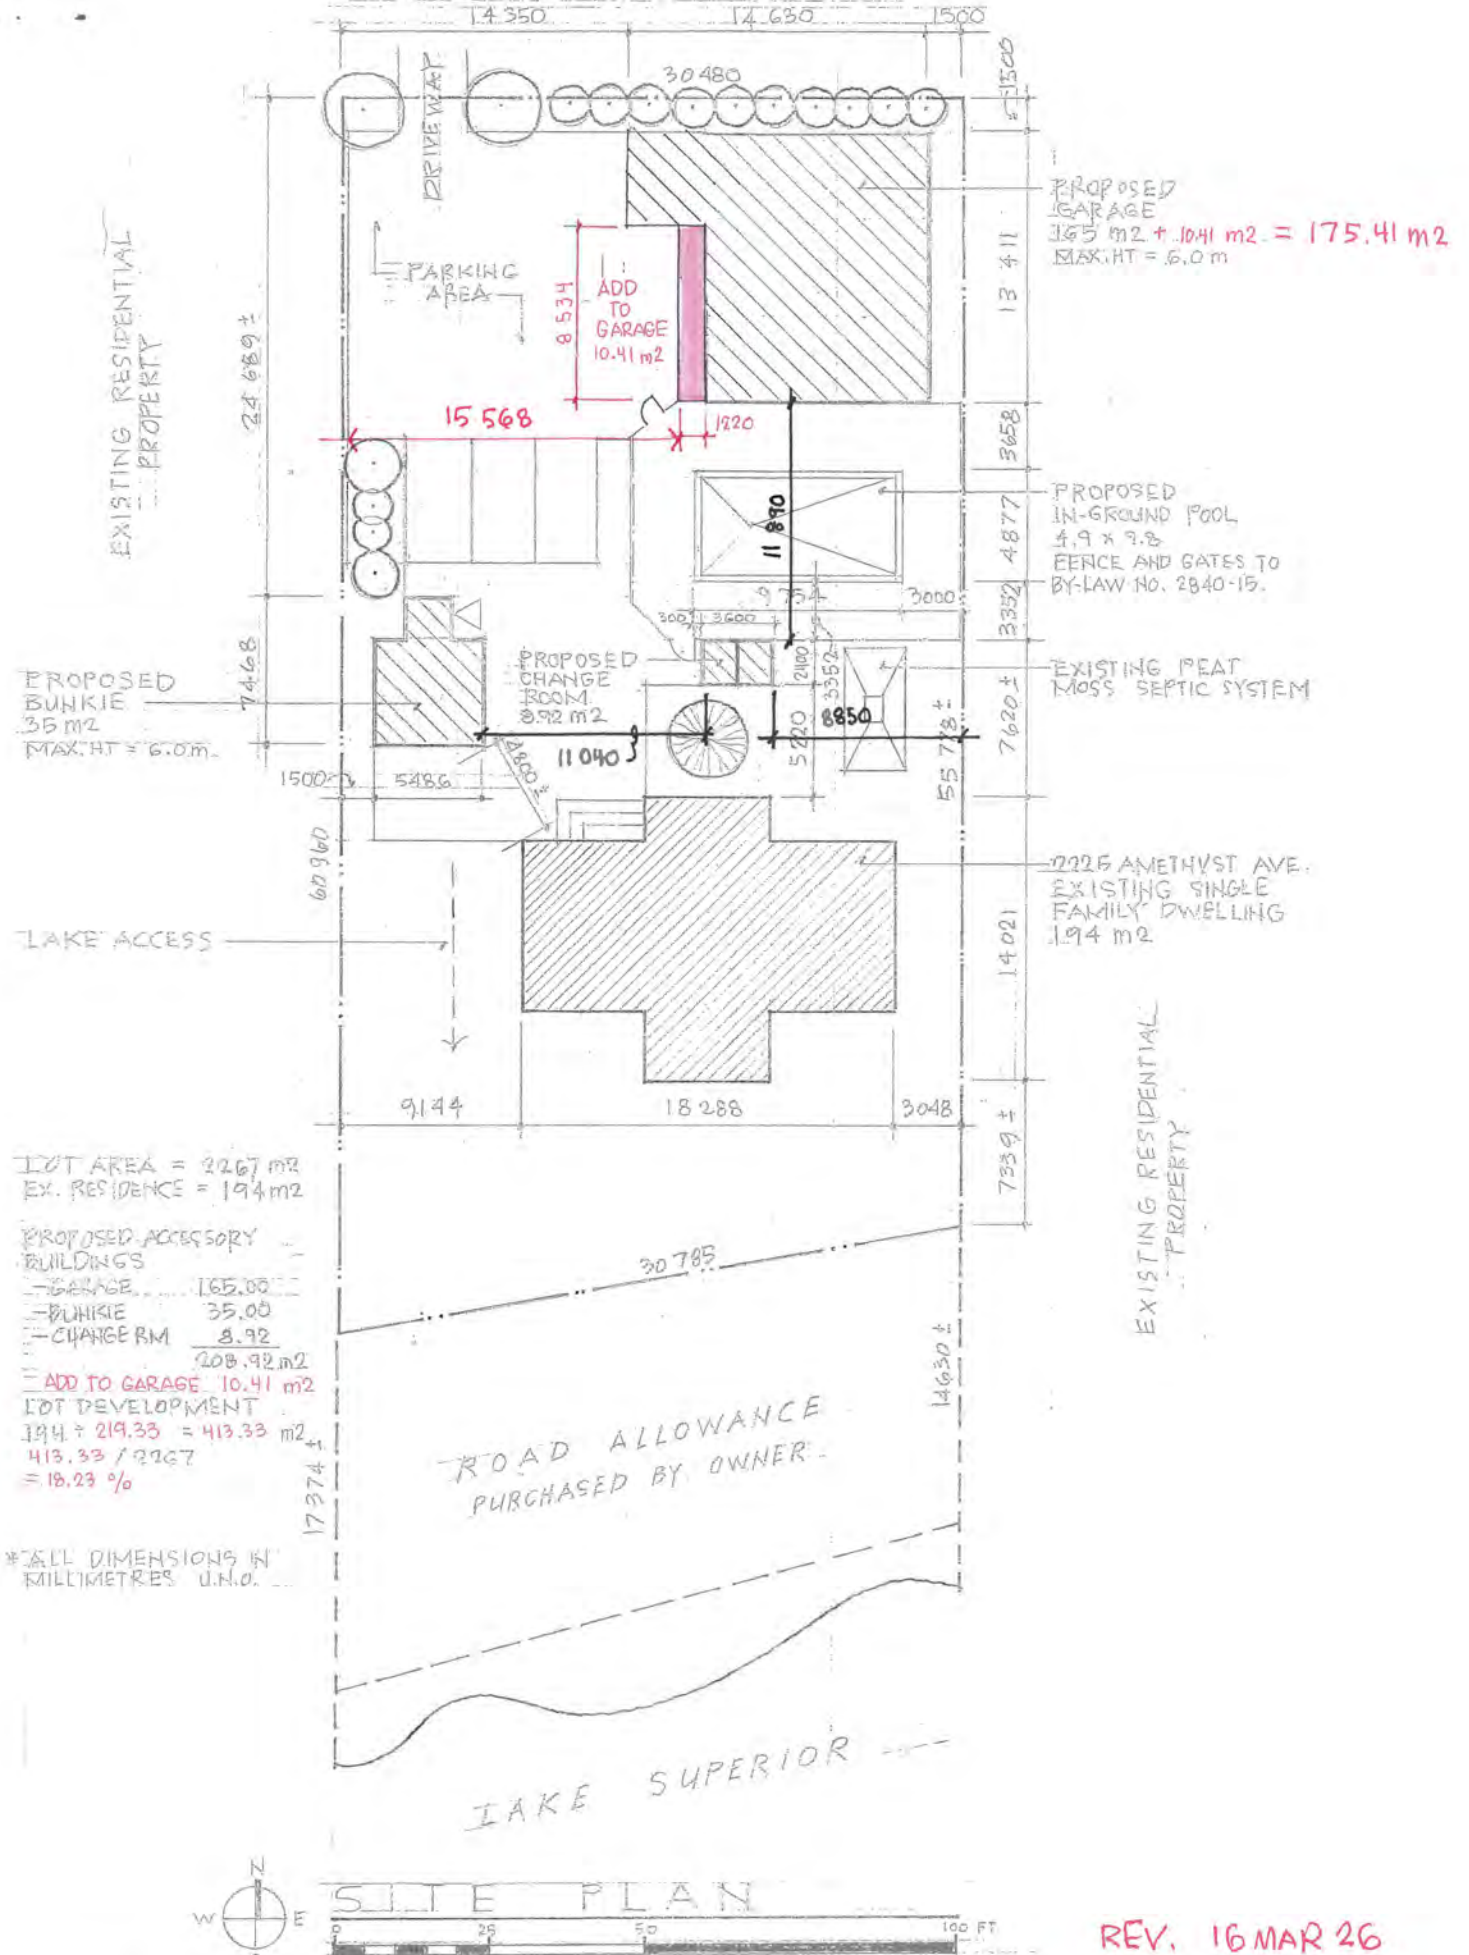 14 350
14 630
1500
30 480
1500
DRIVEWAY
PROPOSED
GARAGE
165 m2 + 10.41 m2 = 175.41 m2
MAX. HT = 6.0 m
EXISTING RESIDENTIAL
PROPERTY
24 689 ±
PARKING
AREA
8 534
ADD
TO
GARAGE
10.41 m2
13 411
15 568
1220
3658
11 890
PROPOSED
IN-GROUND POOL
4.9 x 9.8
FENCE AND GATES TO
BY-LAW NO. 2840-15.
4877
9 754
3000
3352
300
3600
7468
PROPOSED
BUNKIE
35 m2
MAX. HT = 6.0 m.
PROPOSED
CHANGE
ROOM
8.92 m2
2400
3352
EXISTING PEAT
MOSS SEPTIC SYSTEM
11 040
8850
5220
55 778 ±
7620 ±
1500
5486
4800 ±
60 960
2225 AMETHYST AVE.
EXISTING SINGLE
FAMILY DWELLING
194 m2
LAKE ACCESS
14021
9144
18 288
3048
7339 ±
EXISTING RESIDENTIAL
PROPERTY
LOT AREA = 2267 m2
EX. RESIDENCE = 194 m2
PROPOSED ACCESSORY
BUILDINGS
- GARAGE 165.00
- BUNKIE 35.00
- CHANGE RM 8.92
208.92 m2
ADD TO GARAGE 10.41 m2
LOT DEVELOPMENT
194 + 219.33 = 413.33 m2
413.33 / 2267
= 18.23 %
30 785
14630 ±
17374 ±
ROAD ALLOWANCE
PURCHASED BY OWNER
* ALL DIMENSIONS IN
MILLIMETRES U.N.O.
LAKE SUPERIOR
N
W E
SITE PLAN
0 25 50 100 FT
REV. 16 MAR 26